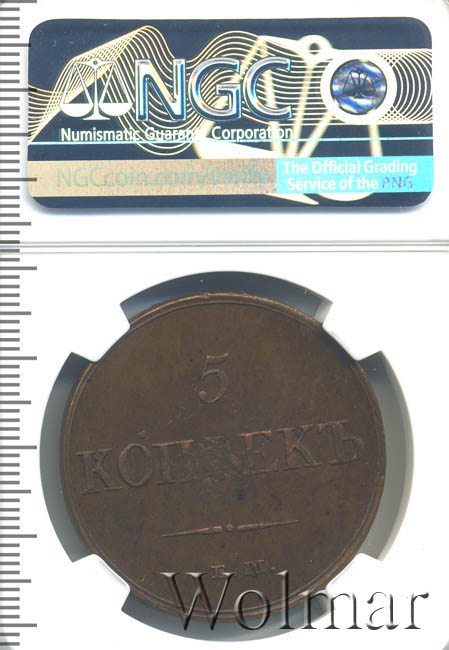 NGC
Numismatic Guaranty Corporation
NGCcoin.com/verify
The Official Grading
Service of the PNG
5
КОПѢЕКЪ
Е. М.
Wolmar